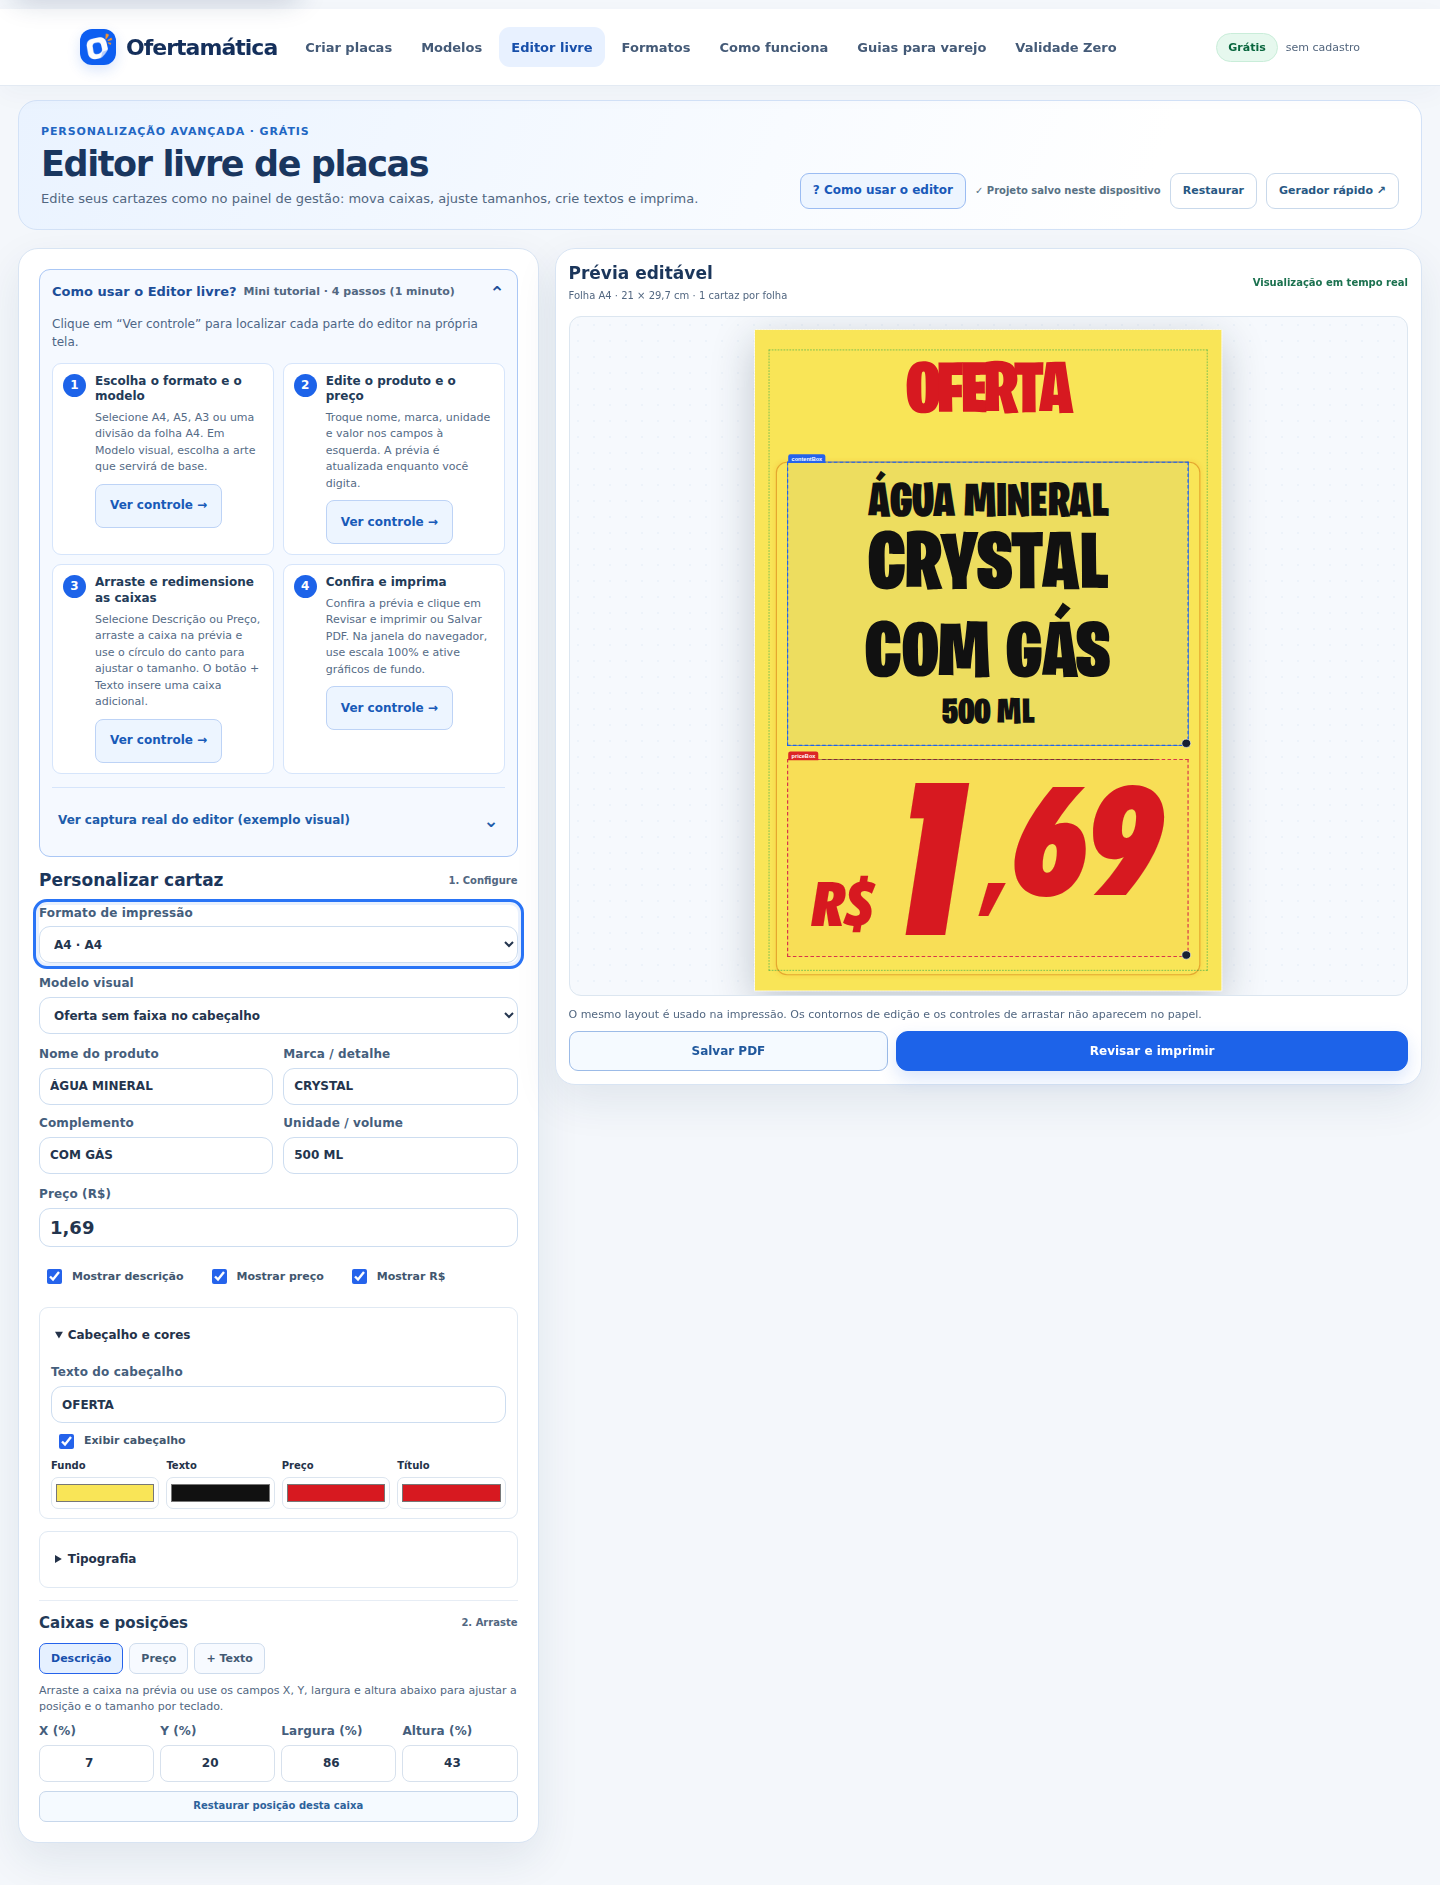 Ofertamática
Criar placas
Modelos
Editor livre
Formatos
Como funciona
Guias para varejo
Validade Zero
Grátis
sem cadastro
PERSONALIZAÇÃO AVANÇADA · GRÁTIS
Editor livre de placas
Edite seus cartazes como no painel de gestão: mova caixas, ajuste tamanhos, crie textos e imprima.
? Como usar o editor
✓ Projeto salvo neste dispositivo
Restaurar
Gerador rápido ↗
Como usar o Editor livre? Mini tutorial · 4 passos (1 minuto)
Clique em “Ver controle” para localizar cada parte do editor na própria
tela.
1
Escolha o formato e o
modelo
Selecione A4, A5, A3 ou uma
divisão da folha A4. Em
Modelo visual, escolha a arte
que servirá de base.
Ver controle →
2
Edite o produto e o
preço
Troque nome, marca, unidade
e valor nos campos à
esquerda. A prévia é
atualizada enquanto você
digita.
Ver controle →
3
Arraste e redimensione
as caixas
Selecione Descrição ou Preço,
arraste a caixa na prévia e
use o círculo do canto para
ajustar o tamanho. O botão +
Texto insere uma caixa
adicional.
Ver controle →
4
Confira e imprima
Confira a prévia e clique em
Revisar e imprimir ou Salvar
PDF. Na janela do navegador,
use escala 100% e ative
gráficos de fundo.
Ver controle →
Ver captura real do editor (exemplo visual)
Personalizar cartaz
1. Configure
Formato de impressão
A4 · A4
Modelo visual
Oferta sem faixa no cabeçalho
Nome do produto
Marca / detalhe
ÁGUA MINERAL
CRYSTAL
Complemento
Unidade / volume
COM GÁS
500 ML
Preço (R$)
1,69
Mostrar descrição
Mostrar preço
Mostrar R$
Cabeçalho e cores
Texto do cabeçalho
OFERTA
Exibir cabeçalho
Fundo
Texto
Preço
Título
Tipografia
Caixas e posições
2. Arraste
Descrição
Preço
+ Texto
Arraste a caixa na prévia ou use os campos X, Y, largura e altura abaixo para ajustar a
posição e o tamanho por teclado.
X (%)
Y (%)
Largura (%)
Altura (%)
7
20
86
43
Restaurar posição desta caixa
Prévia editável
Folha A4 · 21 × 29,7 cm · 1 cartaz por folha
Visualização em tempo real
OFERTA
contentBox
ÁGUA MINERAL
CRYSTAL
COM GÁS
500 ML
priceBox
R$ 1,69
O mesmo layout é usado na impressão. Os contornos de edição e os controles de arrastar não aparecem no papel.
Salvar PDF
Revisar e imprimir